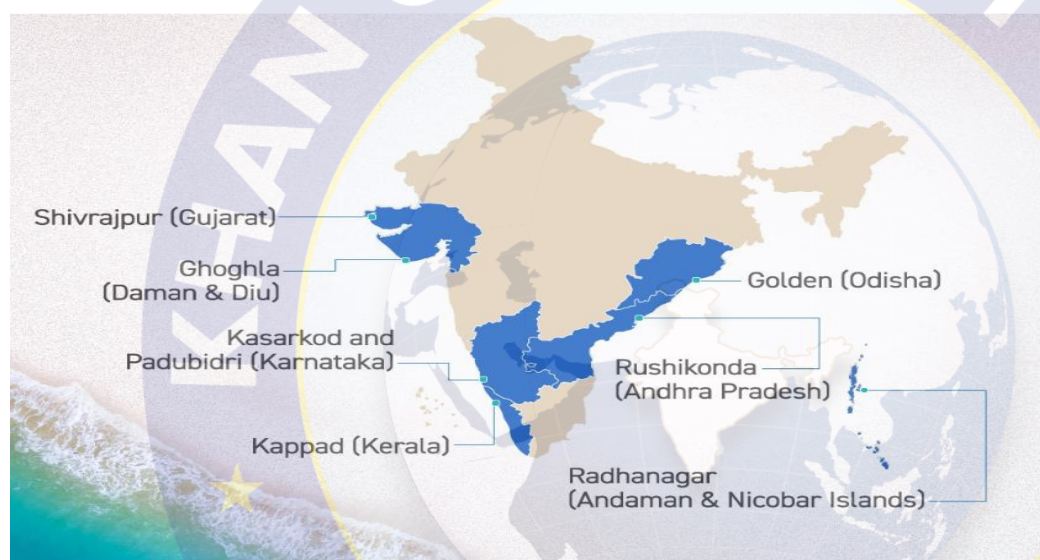 KHAN
Shivrajpur (Gujarat)
Ghoghla
(Daman & Diu)
Kasarkod and
Padubidri (Karnataka)
Kappad (Kerala)
Golden (Odisha)
Rushikonda
(Andhra Pradesh)
Radhanagar
(Andaman & Nicobar Islands)